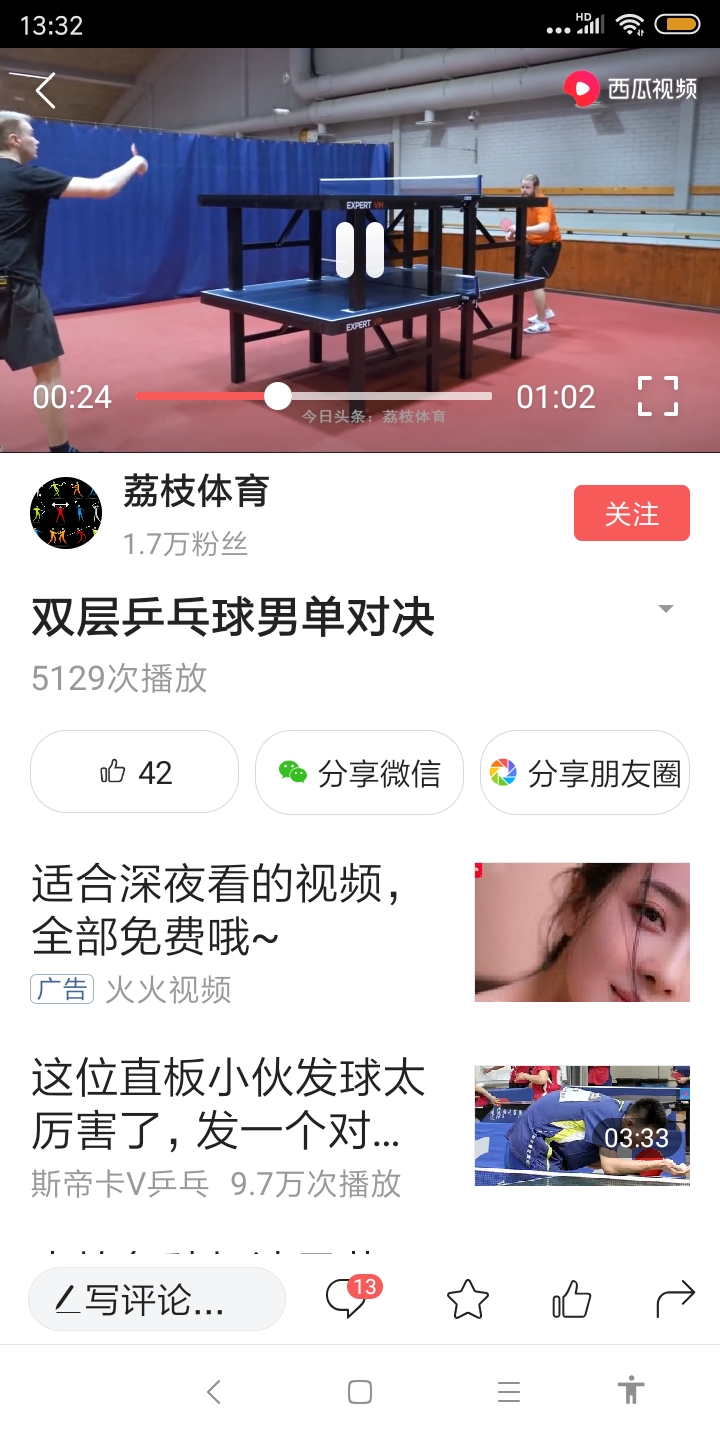 13:32
HD
西瓜视频
EXPERT VM
EXPERT VM
00:24
01:02
今日头条：荔枝体育
荔枝体育
1.7万粉丝
关注
双层乒乓球男单对决
5129次播放
42
分享微信
分享朋友圈
适合深夜看的视频，
全部免费哦~
广告 火火视频
这位直板小伙发球太
厉害了，发一个对...
03:33
斯帝卡V乒乓 9.7万次播放
写评论...
13